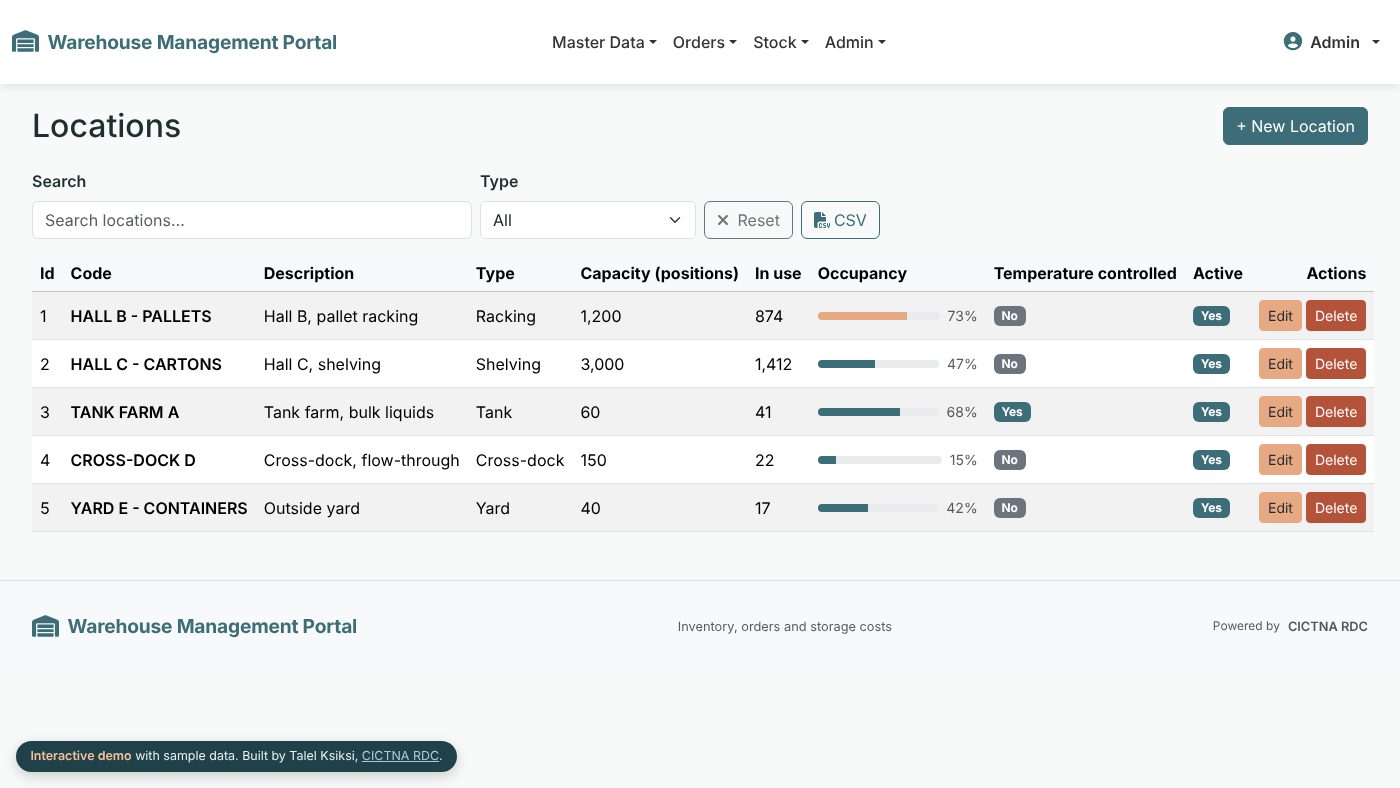 Warehouse Management Portal Master Data Orders Stock Admin Admin
Locations + New Location
Search Type
Search locations... All Reset CSV
Id Code Description Type Capacity (positions) In use Occupancy Temperature controlled Active Actions
1 HALL B - PALLETS Hall B, pallet racking Racking 1,200 874 73% No Yes Edit Delete
2 HALL C - CARTONS Hall C, shelving Shelving 3,000 1,412 47% No Yes Edit Delete
3 TANK FARM A Tank farm, bulk liquids Tank 60 41 68% Yes Yes Edit Delete
4 CROSS-DOCK D Cross-dock, flow-through Cross-dock 150 22 15% No Yes Edit Delete
5 YARD E - CONTAINERS Outside yard Yard 40 17 42% No Yes Edit Delete
Warehouse Management Portal Inventory, orders and storage costs Powered by CICTNA RDC
Interactive demo with sample data. Built by Talel Ksiksi, CICTNA RDC.